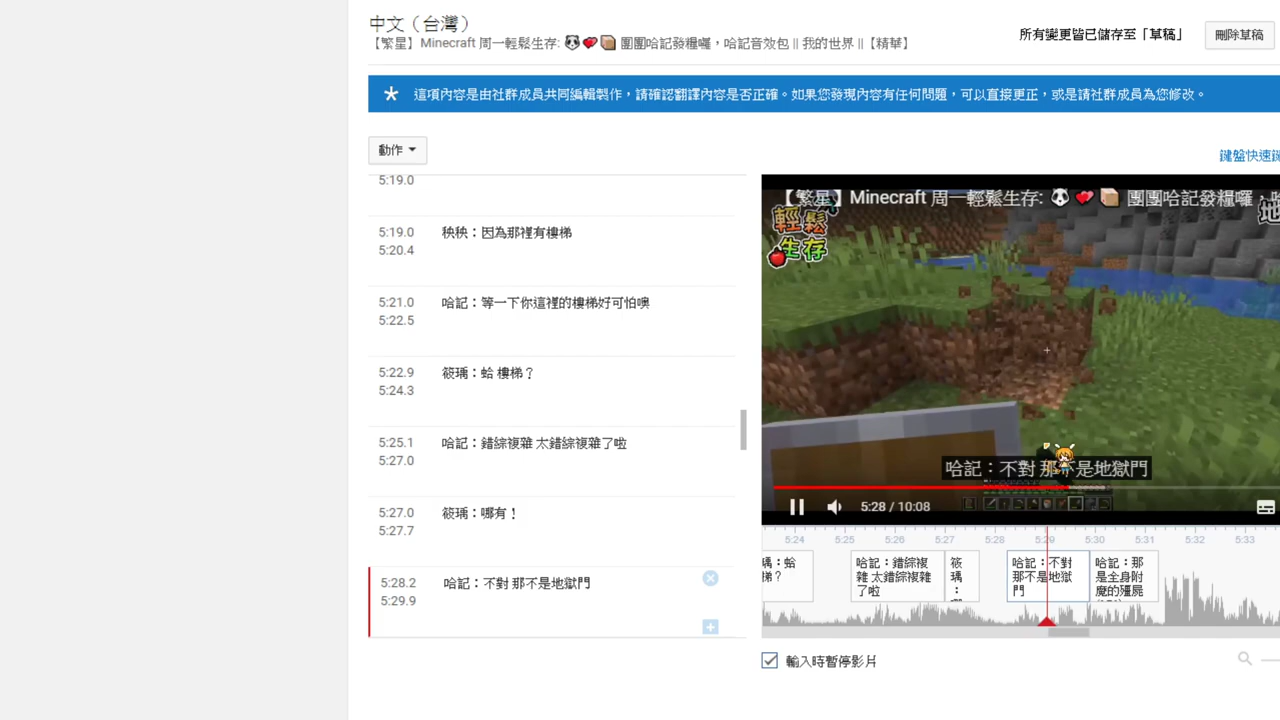 中文（台灣）
【繁星】Minecraft 周一輕鬆生存: 🐼❤️📦 團團哈記發糧囉，哈記音效包 || 我的世界 ||【精華】
所有變更皆已儲存至「草稿」
刪除草稿
這項內容是由社群成員共同編輯製作，請確認翻譯內容是否正確。如果您發現內容有任何問題，可以直接更正，或是請社群成員為您修改。
動作
鍵盤快速鍵
5:19.0
5:19.0
秧秧：因為那裡有樓梯
5:20.4
5:21.0
哈記：等一下你這裡的樓梯好可怕噢
5:22.5
5:22.9
筱瑀：蛤 樓梯？
5:24.3
5:25.1
哈記：錯綜複雜 太錯綜複雜了啦
5:27.0
5:27.0
筱瑀：哪有！
5:27.7
5:28.2
哈記：不對 那不是地獄門
5:29.9
【繁星】Minecraft 周一輕鬆生存: 🐼❤️📦 團團哈記發糧囉，
輕鬆
生存
哈記：不對 那不是地獄門
5:28 / 10:08
5:24 5:25 5:26 5:27 5:28 5:29 5:30 5:31 5:32 5:33
瑀：蛤
梯？
哈記：錯綜複
雜 太錯綜複雜
了啦
筱
瑀
：
哈記：不對
那不是地獄
門
哈記：那
是全身附
魔的殭屍
輸入時暫停影片